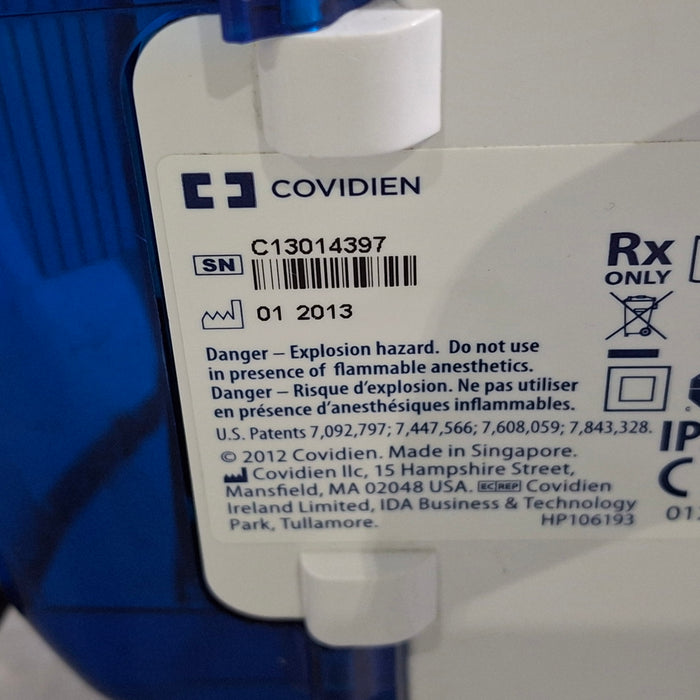 COVIDIEN
SN C13014397
01 2013
Rx
ONLY
Danger – Explosion hazard. Do not use
in presence of flammable anesthetics.
Danger – Risque d'explosion. Ne pas utiliser
en présence d'anesthésiques inflammables.
U.S. Patents 7,092,797; 7,447,566; 7,608,059; 7,843,328.
© 2012 Covidien. Made in Singapore.
Covidien llc, 15 Hampshire Street,
Mansfield, MA 02048 USA. EC REP Covidien
Ireland Limited, IDA Business & Technology
Park, Tullamore. HP106193
IP